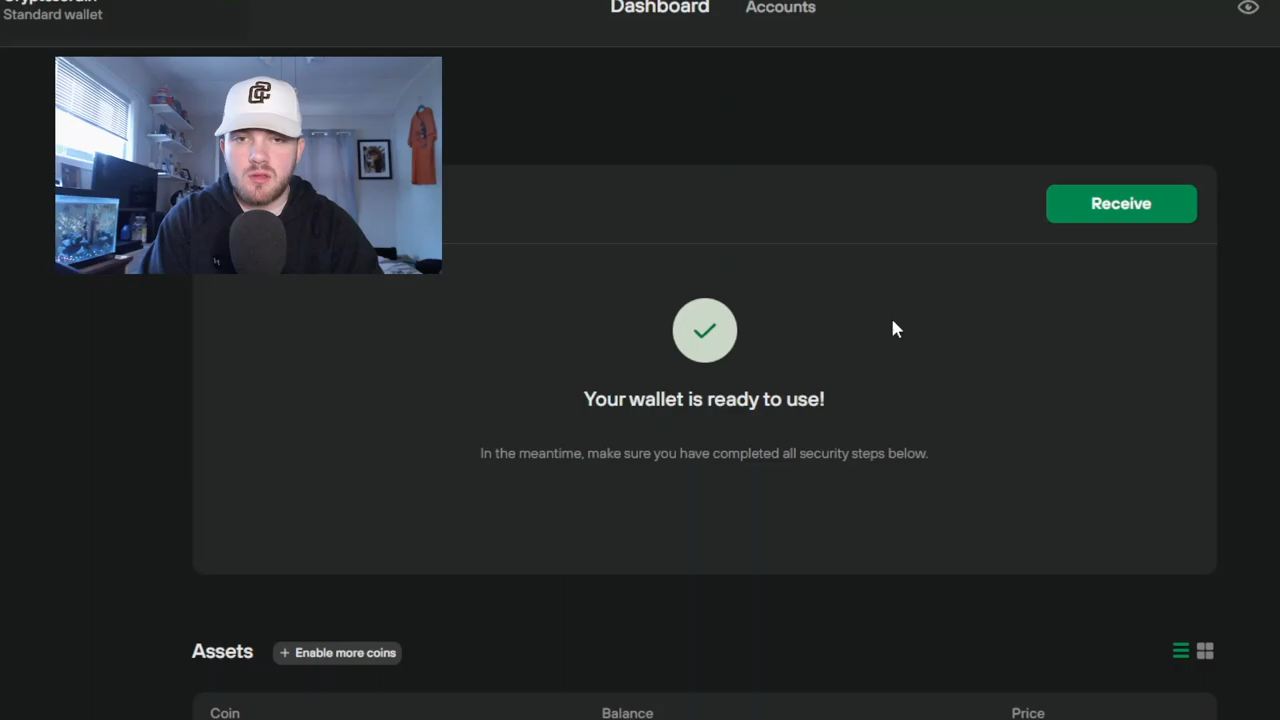 Standard wallet
Dashboard
Accounts
Receive
Your wallet is ready to use!
In the meantime, make sure you have completed all security steps below.
Assets
+ Enable more coins
Coin
Balance
Price